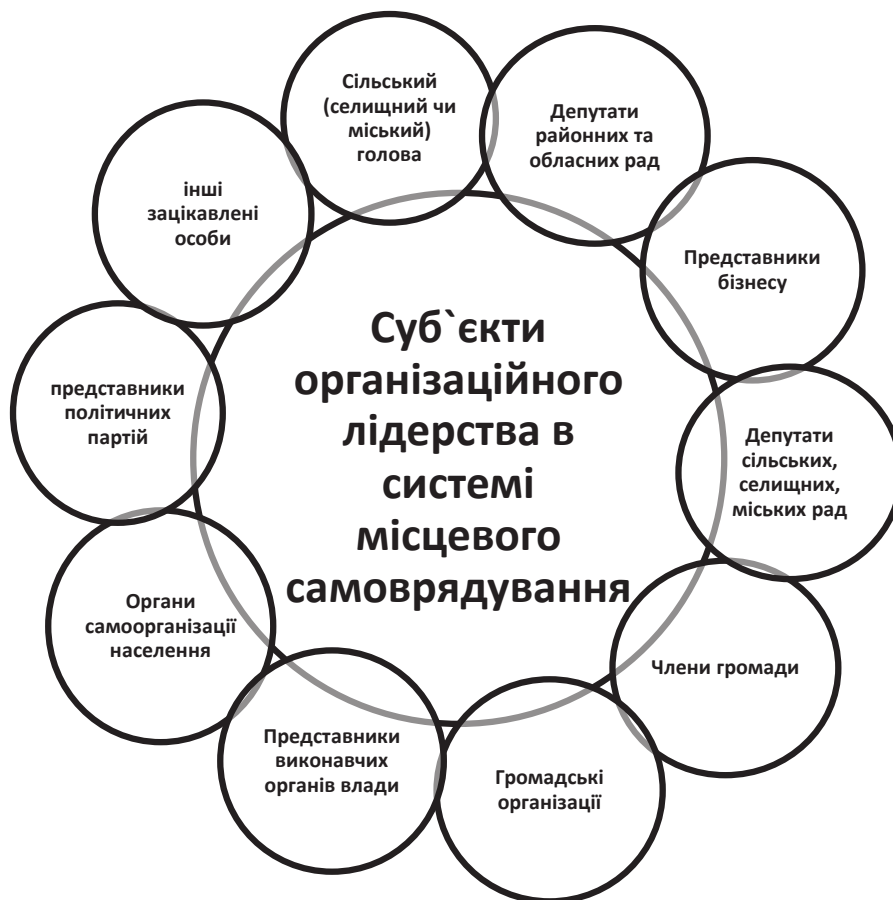 Сільський
(селищний чи
міський)
голова
Депутати
районних та
обласних рад
Представники
бізнесу
Депутати
сільських,
селищних,
міських рад
Члени громади
Громадські
організації
Представники
виконавчих
органів влади
Органи
самоорганізації
населення
представники
політичних
партій
інші
зацікавлені
особи
Суб`єкти
організаційного
лідерства в
системі
місцевого
самоврядування